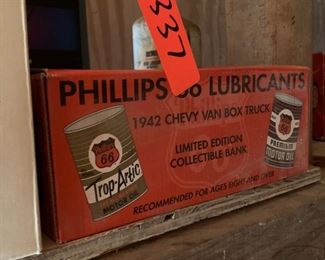 337
PHILLIPS 66 LUBRICANTS
1942 CHEVY VAN BOX TRUCK
LIMITED EDITION
COLLECTIBLE BANK
RECOMMENDED FOR AGES EIGHT AND OVER
66
Trop-Artic
MOTOR OIL
66
PREMIUM
MOTOR OIL